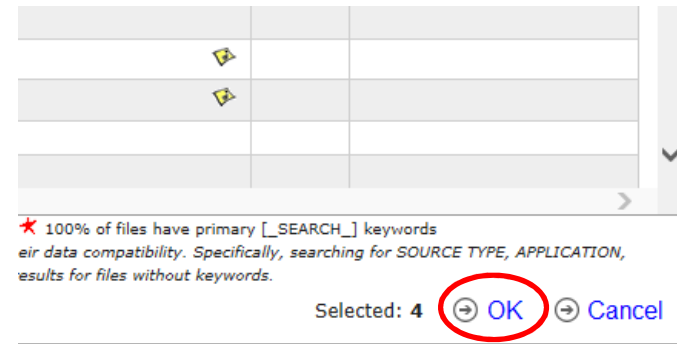 100% of files have primary [_SEARCH_] keywords
eir data compatibility. Specifically, searching for SOURCE TYPE, APPLICATION,
esults for files without keywords.
Selected: 4 OK Cancel